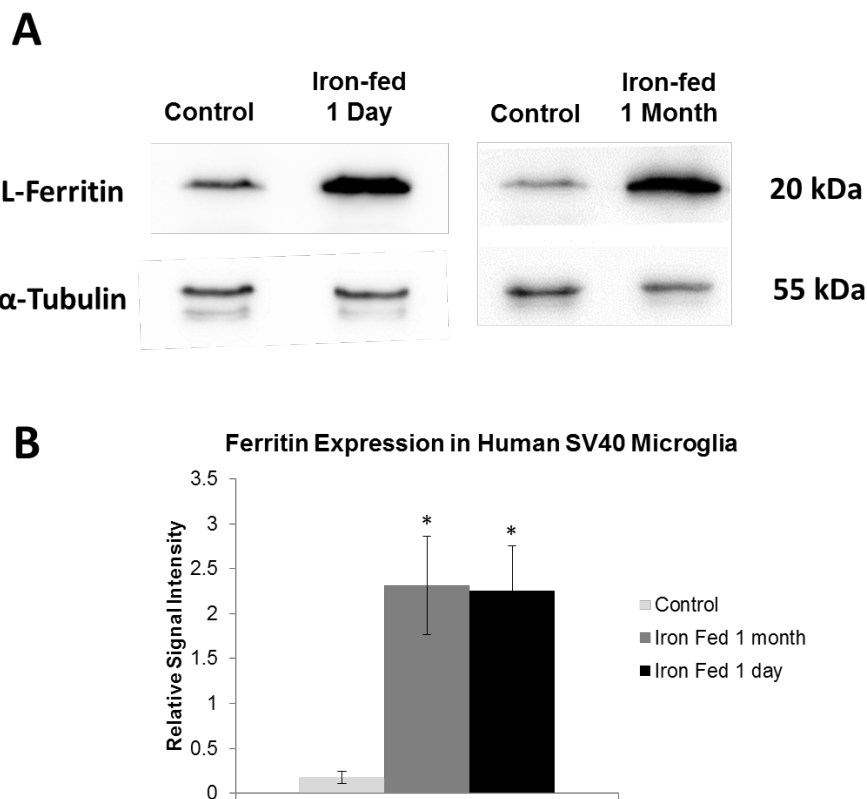 A
Control
Iron-fed
1 Day
Control
Iron-fed
1 Month
L-Ferritin
20 kDa
α-Tubulin
55 kDa
B
Ferritin Expression in Human SV40 Microglia
Relative Signal Intensity
3.5
3
2.5
2
1.5
1
0.5
0
*
*
Control
Iron Fed 1 month
Iron Fed 1 day